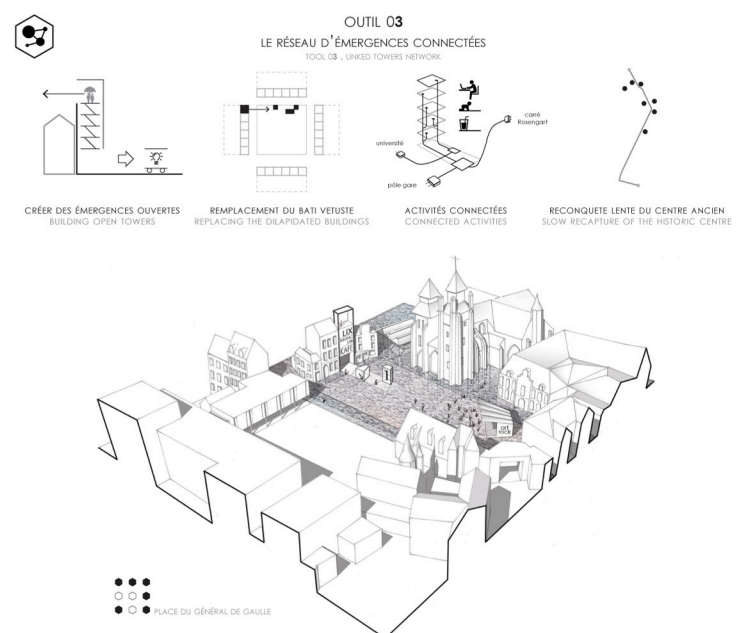 OUTIL 03
LE RÉSEAU D'ÉMERGENCES CONNECTÉES
TOOL 03 . LINKED TOWERS NETWORK
université
pôle gare
carré
Rosengart
CRÉER DES ÉMERGENCES OUVERTES
BUILDING OPEN TOWERS
REMPLACEMENT DU BATI VETUSTE
REPLACING THE DILAPIDATED BUILDINGS
ACTIVITÉS CONNECTÉES
CONNECTED ACTIVITIES
RECONQUETE LENTE DU CENTRE ANCIEN
SLOW RECAPTURE OF THE HISTORIC CENTRE
LIX
CAFÉ
art
rock
PLACE DU GÉNÉRAL DE GAULLE